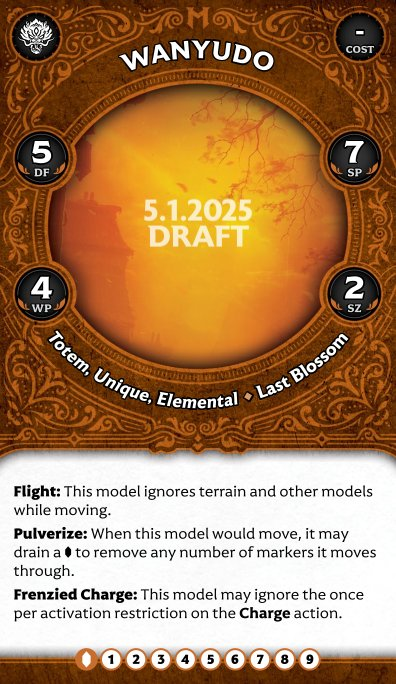 -
COST
WANYUDO
5
DF
7
SP
5.1.2025
DRAFT
4
WP
2
SZ
Totem, Unique, Elemental ⬥ Last Blossom
Flight: This model ignores terrain and other models
while moving.
Pulverize: When this model would move, it may
drain a ⬮ to remove any number of markers it moves
through.
Frenzied Charge: This model may ignore the once
per activation restriction on the Charge action.
1 2 3 4 5 6 7 8 9